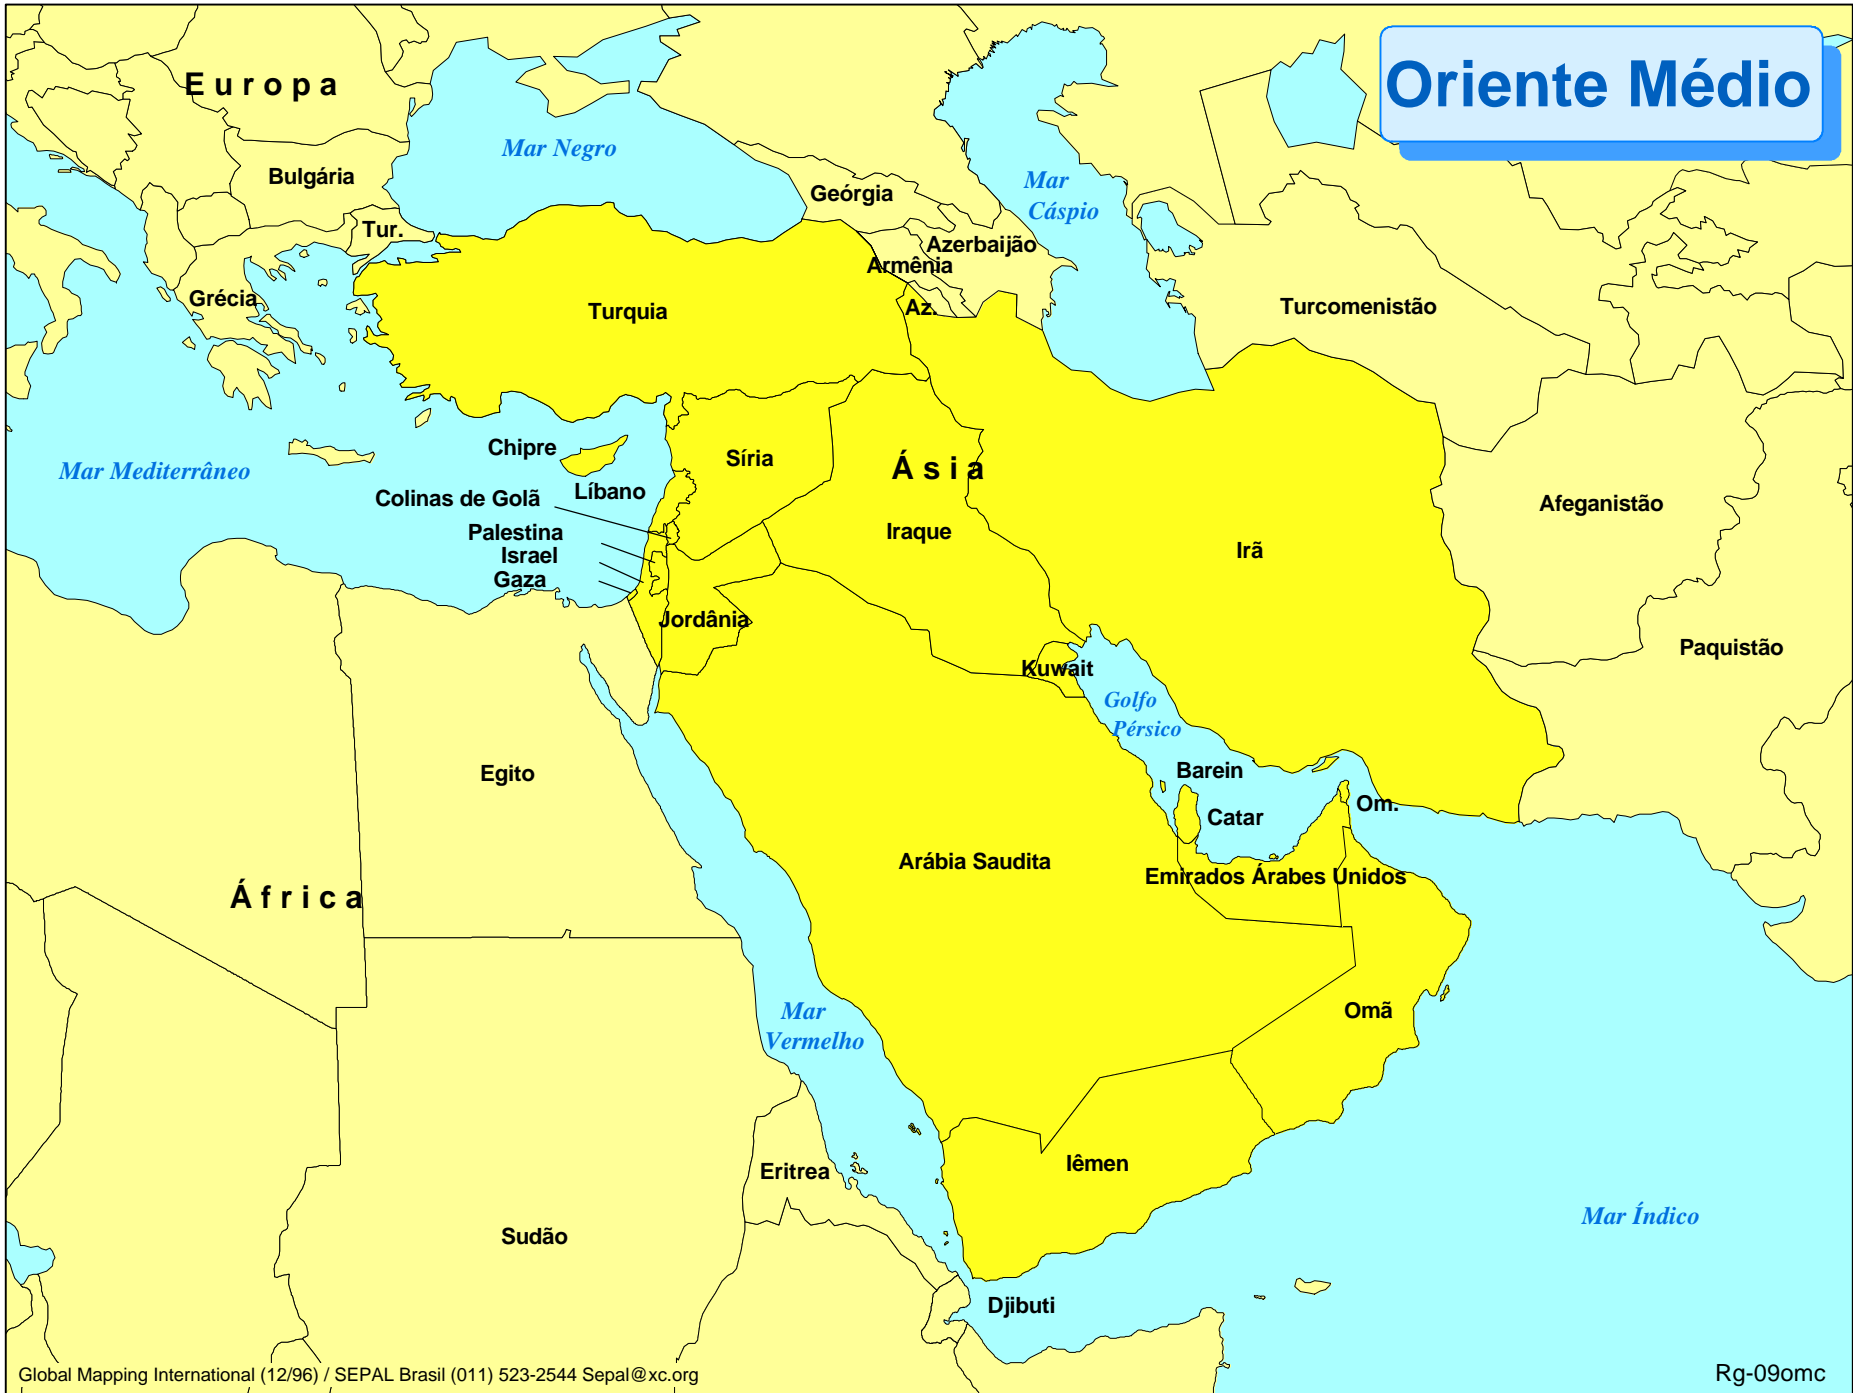 Oriente Médio
Europa
Mar Negro
Bulgária
Mar
Cáspio
Geórgia
Tur.
Azerbaijão
Armênia
Grécia
Turquia
Az.
Turcomenistão
Chipre
Síria
Ásia
Mar Mediterrâneo
Líbano
Colinas de Golã
Afeganistão
Palestina
Iraque
Israel
Irã
Gaza
Jordânia
Paquistão
Kuwait
Golfo
Pérsico
Egito
Barein
Om.
Catar
Arábia Saudita
Emirados Árabes Unidos
África
Omã
Mar
Vermelho
Iêmen
Eritrea
Mar Índico
Sudão
Djibuti
Global Mapping International (12/96) / SEPAL Brasil (011) 523-2544 Sepal@xc.org
Rg-09omc